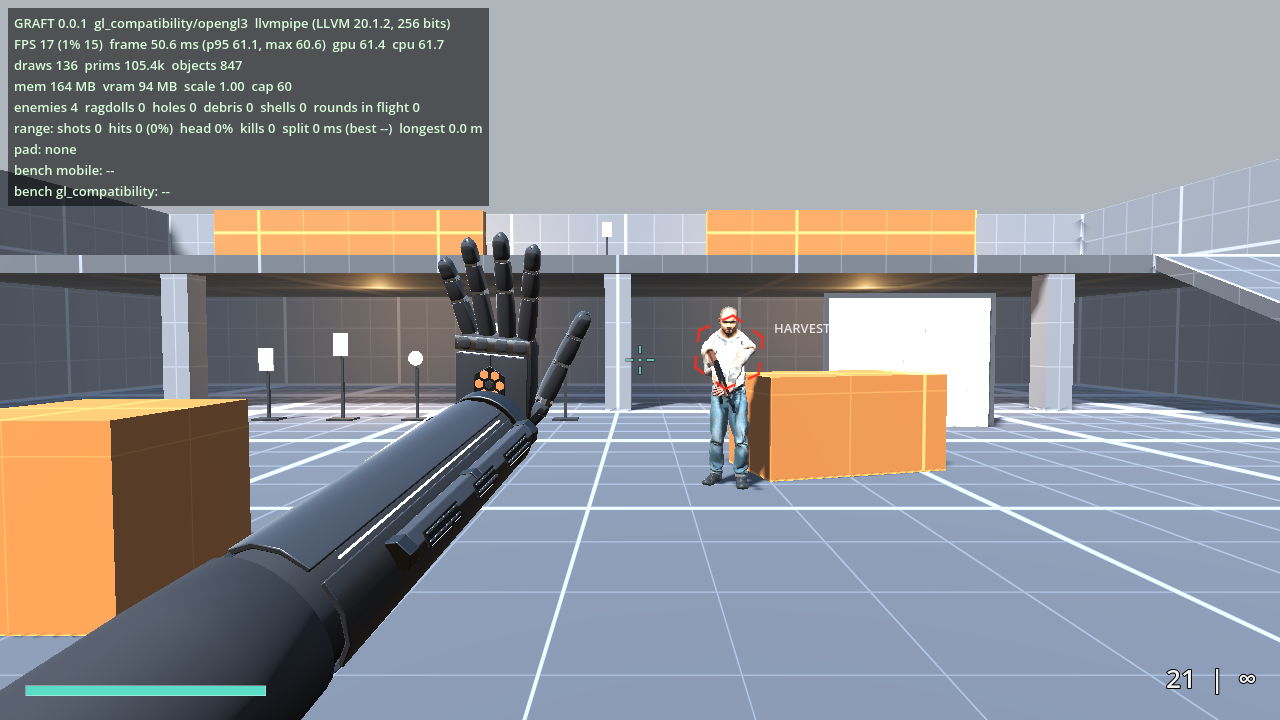 GRAFT 0.0.1 gl_compatibility/opengl3 llvmpipe (LLVM 20.1.2, 256 bits)
FPS 17 (1% 15) frame 50.6 ms (p95 61.1, max 60.6) gpu 61.4 cpu 61.7
draws 136 prims 105.4k objects 847
mem 164 MB vram 94 MB scale 1.00 cap 60
enemies 4 ragdolls 0 holes 0 debris 0 shells 0 rounds in flight 0
range: shots 0 hits 0 (0%) head 0% kills 0 split 0 ms (best --) longest 0.0 m
pad: none
bench mobile: --
bench gl_compatibility: --
HARVEST
21 | ∞